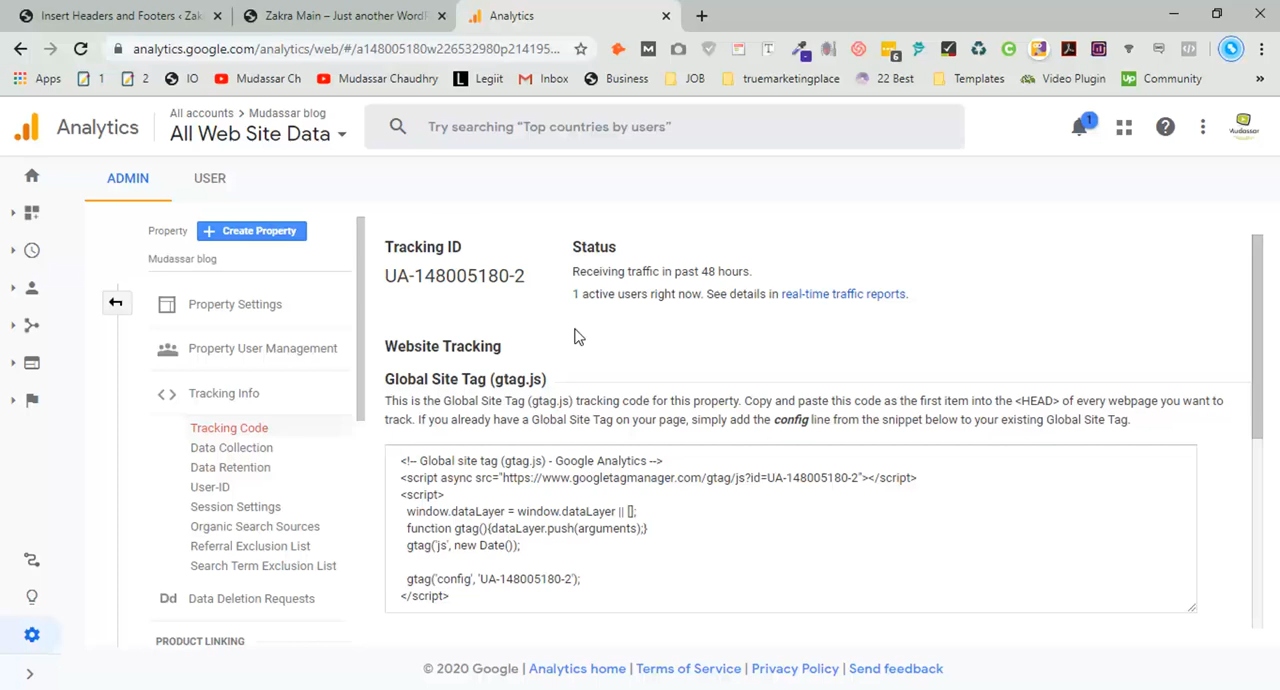 Insert Headers and Footers ‹ Zak
Zakra Main – Just another WordP
Analytics
analytics.google.com/analytics/web/#/a148005180w226532980p214195...
6
Apps
1
2
IO
Mudassar Ch
Mudassar Chaudhry
Legiit
Inbox
Business
JOB
truemarketingplace
22 Best
Templates
Video Plugin
Up Community
»
Analytics
All accounts > Mudassar blog
All Web Site Data
Try searching "Top countries by users"
1
Mudassar
ADMIN
USER
Property
+ Create Property
Mudassar blog
Property Settings
Property User Management
<> Tracking Info
Tracking Code
Data Collection
Data Retention
User-ID
Session Settings
Organic Search Sources
Referral Exclusion List
Search Term Exclusion List
Dd Data Deletion Requests
PRODUCT LINKING
Tracking ID
UA-148005180-2
Status
Receiving traffic in past 48 hours.
1 active users right now. See details in real-time traffic reports.
Website Tracking
Global Site Tag (gtag.js)
This is the Global Site Tag (gtag.js) tracking code for this property. Copy and paste this code as the first item into the <HEAD> of every webpage you want to
track. If you already have a Global Site Tag on your page, simply add the config line from the snippet below to your existing Global Site Tag.
<!-- Global site tag (gtag.js) - Google Analytics -->
<script async src="https://www.googletagmanager.com/gtag/js?id=UA-148005180-2"></script>
<script>
window.dataLayer = window.dataLayer || [];
function gtag(){dataLayer.push(arguments);}
gtag('js', new Date());
gtag('config', 'UA-148005180-2');
</script>
© 2020 Google | Analytics home | Terms of Service | Privacy Policy | Send feedback